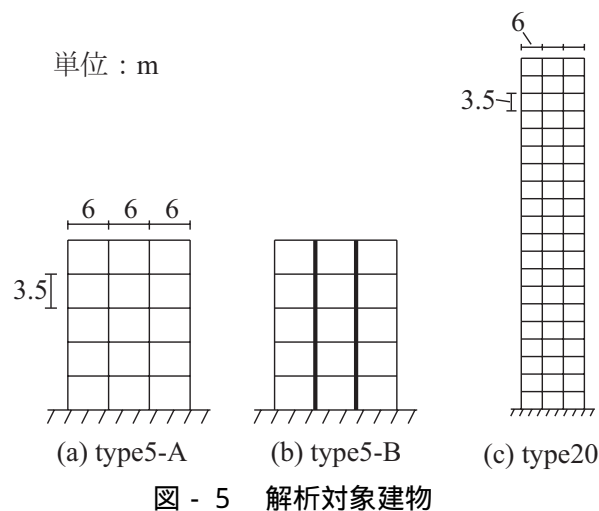 単位：m
6 6 6
3.5
6
3.5
(a) type5-A
(b) type5-B
(c) type20
図 - 5 解析対象建物